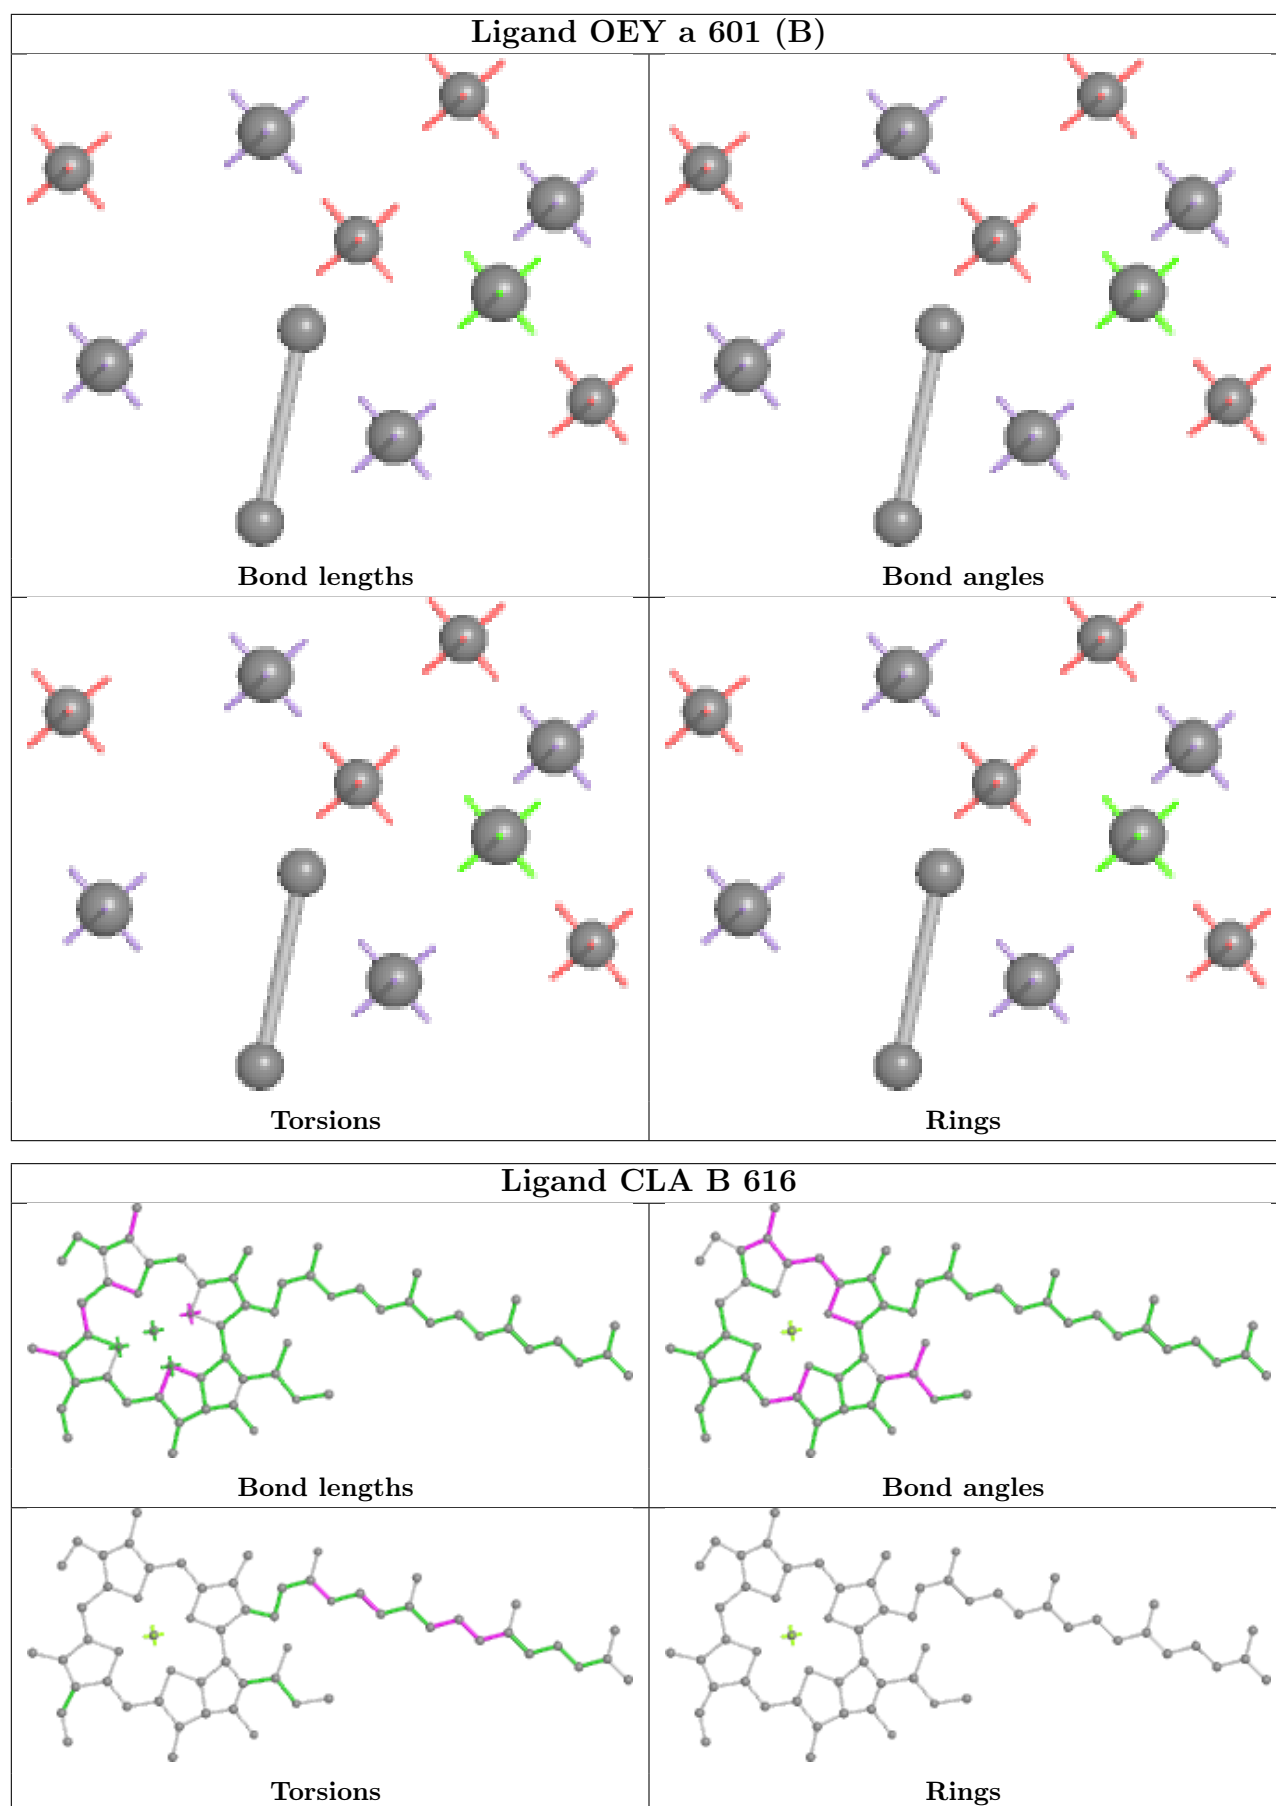 Ligand OEY a 601 (B)
Bond lengths
Bond angles
Torsions
Rings
Ligand CLA B 616
Bond lengths
Bond angles
Torsions
Rings